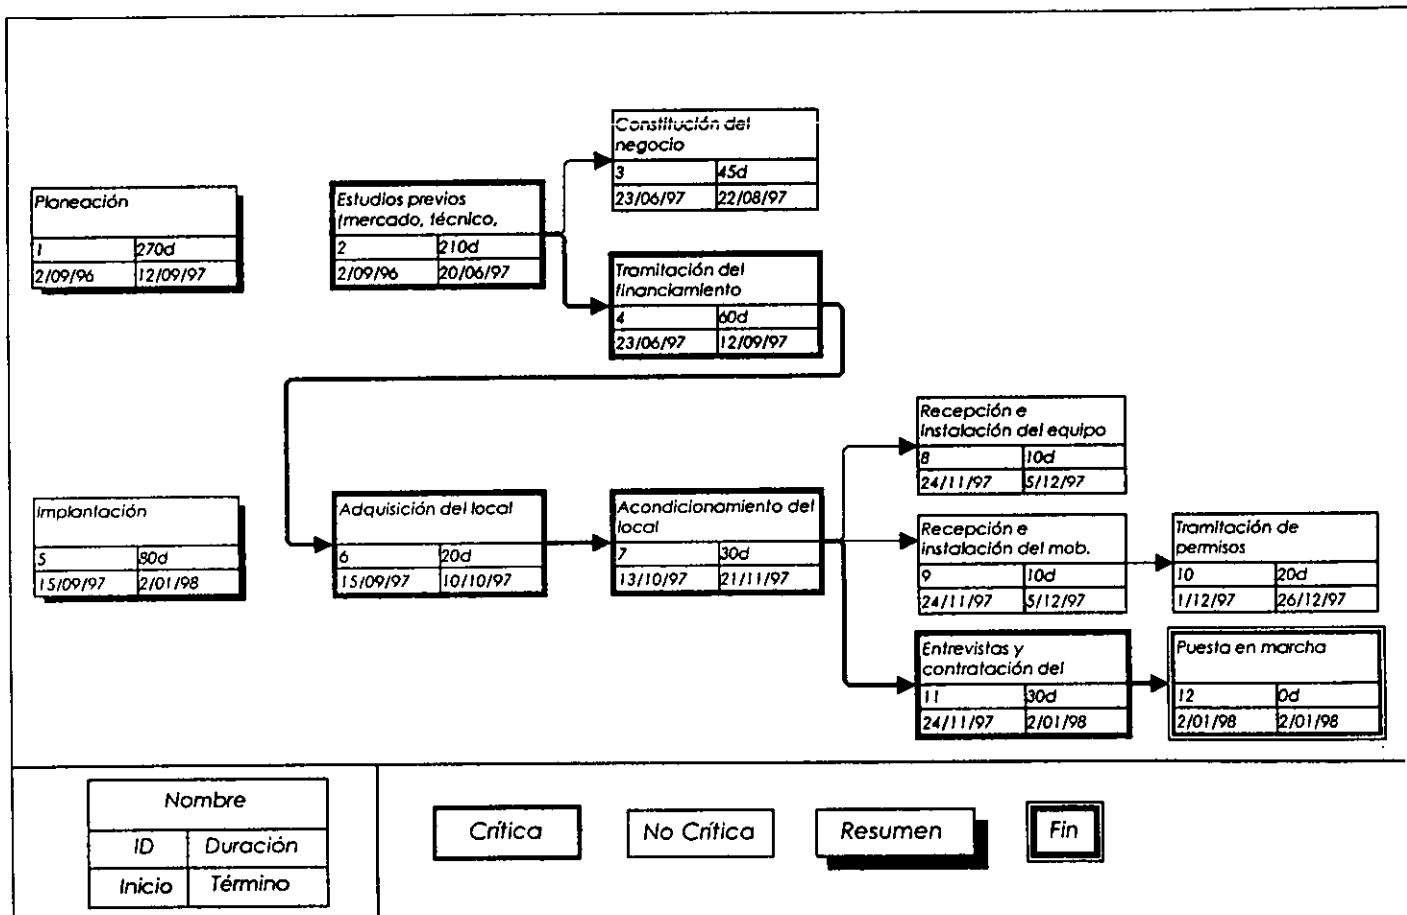 Constitución del
negocio
3 45d
23/06/97 22/08/97
Planeación
1 270d
2/09/96 12/09/97
Estudios previos
(mercado, técnico,
2 210d
2/09/96 20/06/97
Tramitación del
financiamiento
4 60d
23/06/97 12/09/97
Recepción e
instalación del equipo
8 10d
24/11/97 5/12/97
Implantación
5 80d
15/09/97 2/01/98
Adquisición del local
6 20d
15/09/97 10/10/97
Acondicionamiento del
local
7 30d
13/10/97 21/11/97
Recepción e
instalación del mob.
9 10d
24/11/97 5/12/97
Tramitación de
permisos
10 20d
1/12/97 26/12/97
Entrevistas y
contratación del
11 30d
24/11/97 2/01/98
Puesta en marcha
12 0d
2/01/98 2/01/98
Nombre
ID Duración
Inicio Término
Crítica
No Crítica
Resumen
Fin